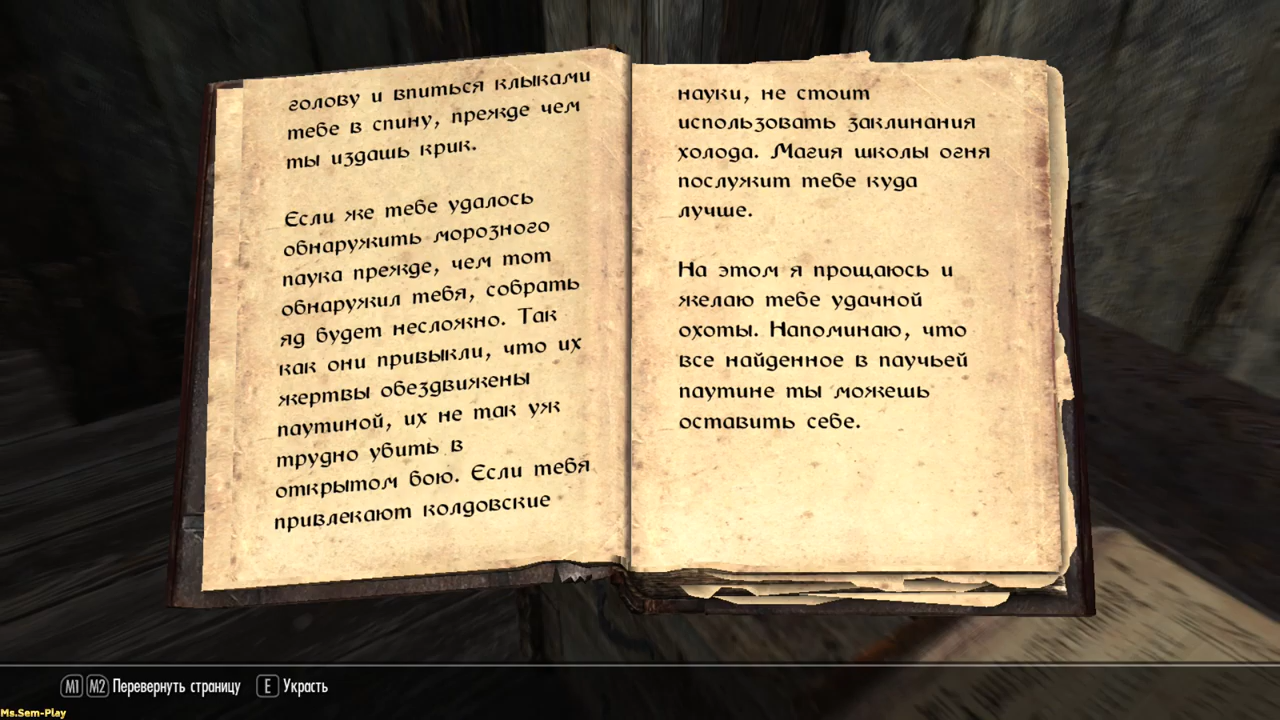 голову и впиться клыками
тебе в спину, прежде чем
ты издашь крик.
Если же тебе удалось
обнаружить морозного
паука прежде, чем тот
обнаружил тебя, собрать
яд будет несложно. Так
как они привыкли, что их
жертвы обездвижены
паутиной, их не так уж
трудно убить в
открытом бою. Если тебя
привлекают колдовские
науки, не стоит
использовать заклинания
холода. Магия школы огня
послужит тебе куда
лучше.
На этом я прощаюсь и
желаю тебе удачной
охоты. Напоминаю, что
все найденное в паучьей
паутине ты можешь
оставить себе.
M1 M2 Перевернуть страницу E Украсть
Ms.Sem-Play